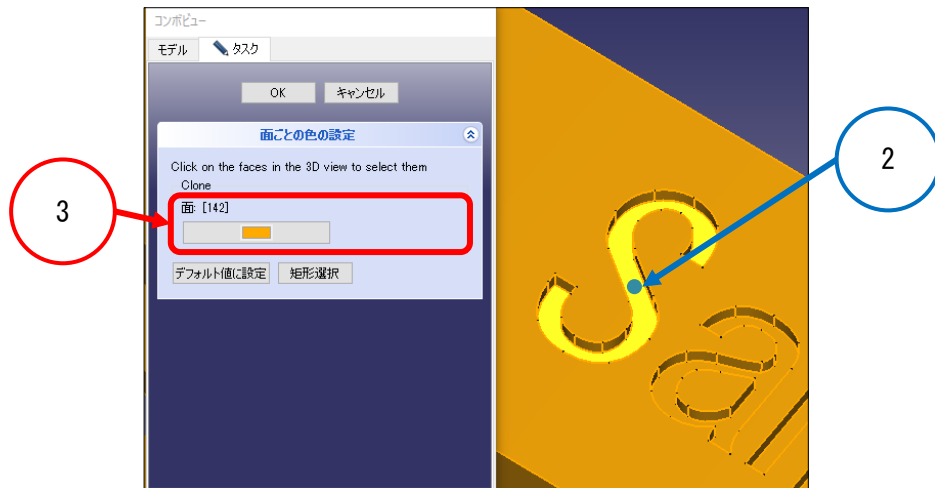 コンボビュー
モデル タスク
OK キャンセル
面ごとの色の設定
Click on the faces in the 3D view to select them
Clone
面: [142]
デフォルト値に設定 矩形選択
3
2
Sa